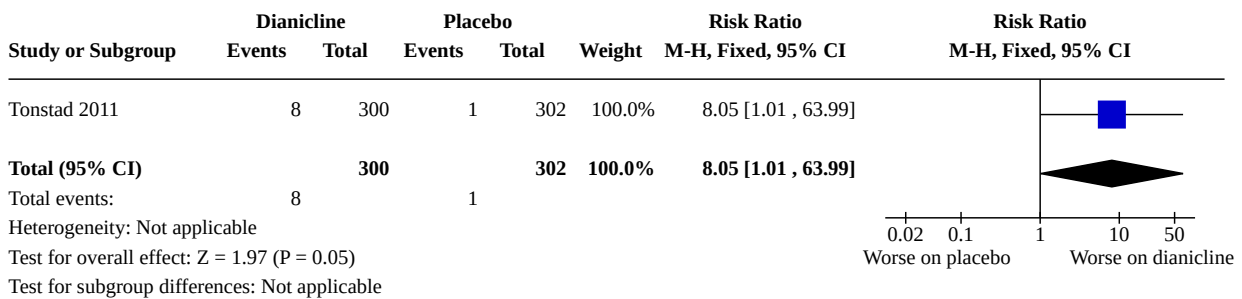 Dianicline Placebo Risk Ratio Risk Ratio
Study or Subgroup Events Total Events Total Weight M-H, Fixed, 95% CI M-H, Fixed, 95% CI
Tonstad 2011 8 300 1 302 100.0% 8.05 [1.01 , 63.99]
Total (95% CI) 300 302 100.0% 8.05 [1.01 , 63.99]
Total events: 8 1
Heterogeneity: Not applicable
0.02 0.1 1 10 50
Test for overall effect: Z = 1.97 (P = 0.05) Worse on placebo Worse on dianicline
Test for subgroup differences: Not applicable